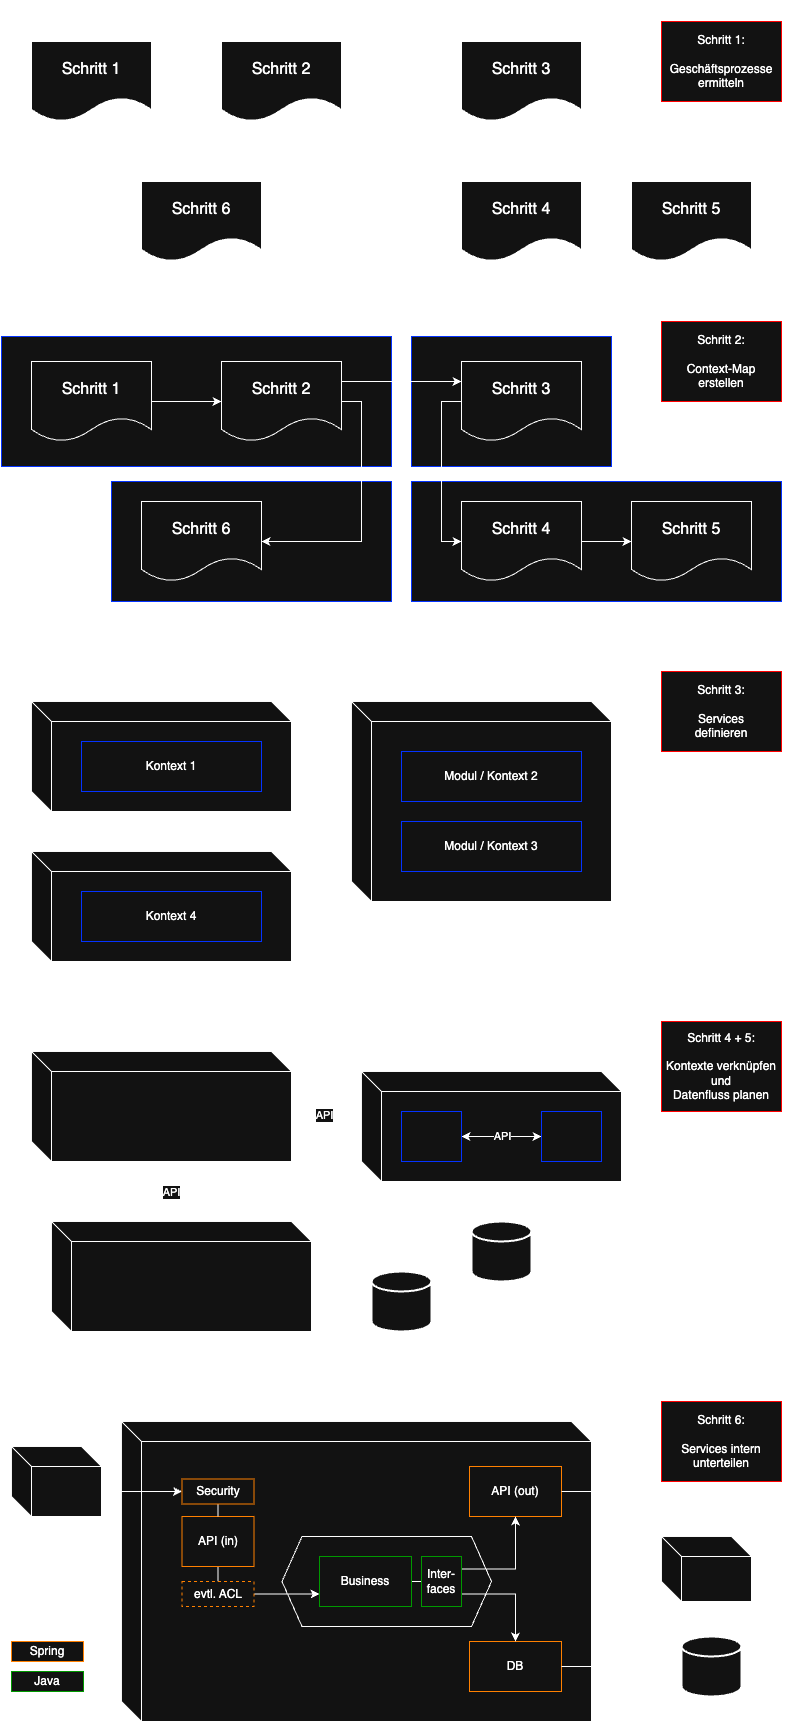 Schritt 1
Schritt 2
Schritt 3
Schritt 1:
Geschäftsprozesse
ermitteln
Schritt 6
Schritt 4
Schritt 5
Schritt 2:
Context-Map
erstellen
Schritt 1
Schritt 2
Schritt 3
Schritt 6
Schritt 4
Schritt 5
Schritt 3:
Services
definieren
Kontext 1
Modul / Kontext 2
Modul / Kontext 3
Kontext 4
Schritt 4 + 5:
Kontexte verknüpfen
und
Datenfluss planen
API
API
API
Schritt 6:
Services intern
unterteilen
Security
API (in)
evtl. ACL
Business
Inter-
faces
API (out)
DB
Spring
Java